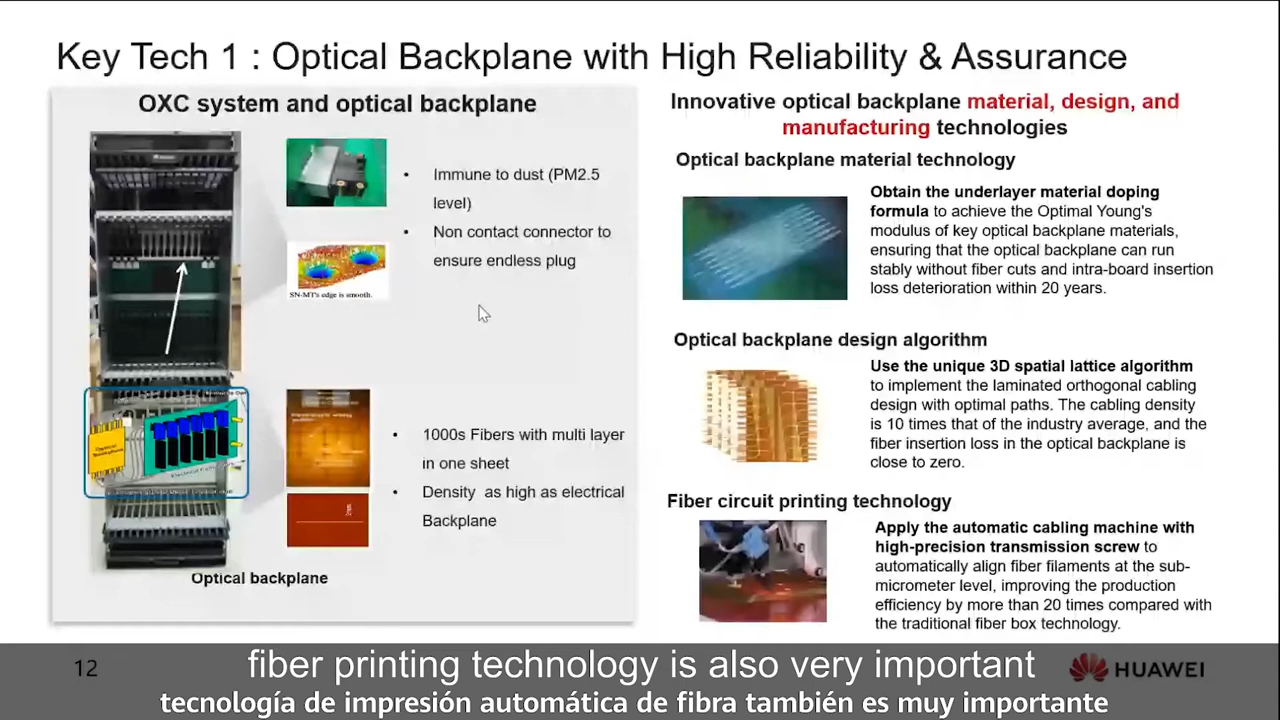 Key Tech 1 : Optical Backplane with High Reliability & Assurance
OXC system and optical backplane
• Immune to dust (PM2.5
level)
• Non contact connector to
ensure endless plug
SN-MT's edge is smooth.
• 1000s Fibers with multi layer
in one sheet
• Density as high as electrical
Backplane
Optical backplane
Innovative optical backplane material, design, and
manufacturing technologies
Optical backplane material technology
Obtain the underlayer material doping
formula to achieve the Optimal Young's
modulus of key optical backplane materials,
ensuring that the optical backplane can run
stably without fiber cuts and intra-board insertion
loss deterioration within 20 years.
Optical backplane design algorithm
Use the unique 3D spatial lattice algorithm
to implement the laminated orthogonal cabling
design with optimal paths. The cabling density
is 10 times that of the industry average, and the
fiber insertion loss in the optical backplane is
close to zero.
Fiber circuit printing technology
Apply the automatic cabling machine with
high-precision transmission screw to
automatically align fiber filaments at the sub-
micrometer level, improving the production
efficiency by more than 20 times compared with
the traditional fiber box technology.
12
HUAWEI
fiber printing technology is also very important
tecnología de impresión automática de fibra también es muy importante